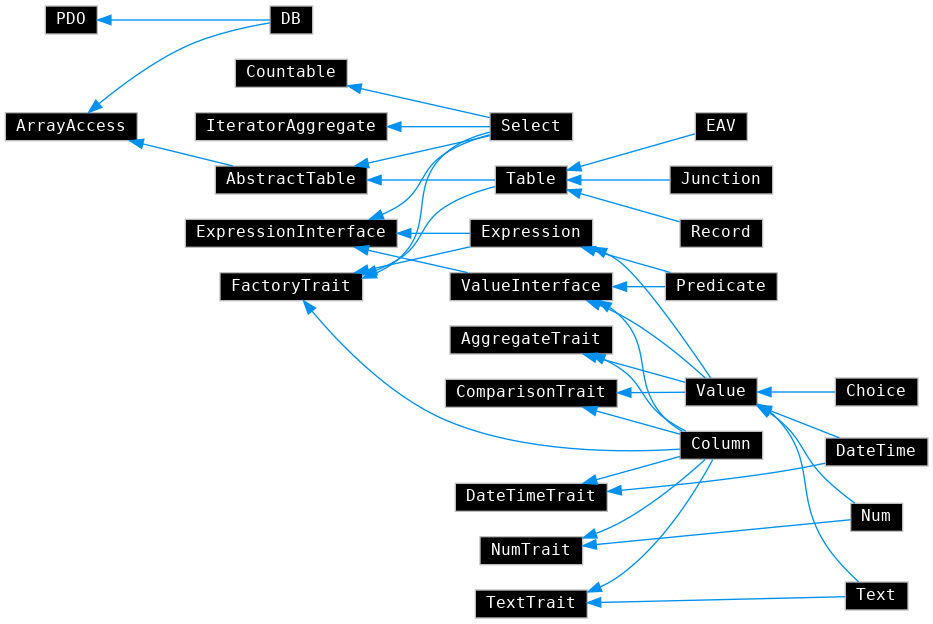 PDO
DB
Countable
ArrayAccess
IteratorAggregate
Select
EAV
AbstractTable
Table
Junction
ExpressionInterface
Expression
Record
FactoryTrait
ValueInterface
Predicate
AggregateTrait
ComparisonTrait
Value
Choice
Column
DateTime
DateTimeTrait
Num
NumTrait
Text
TextTrait